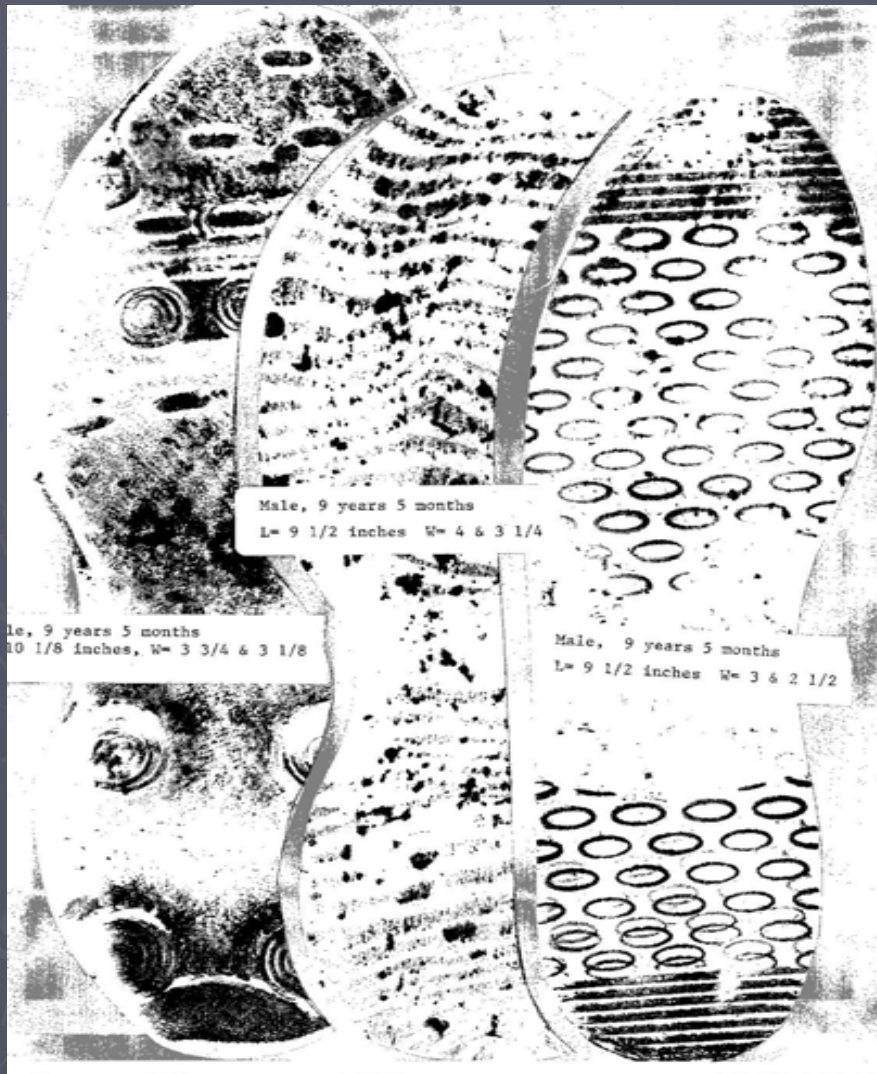 Male, 9 years 5 months
L= 9 1/2 inches  W= 4 & 3 1/4
le, 9 years 5 months
10 1/8 inches, W= 3 3/4 & 3 1/8
Male,  9 years 5 months
L= 9 1/2 inches  W= 3 & 2 1/2